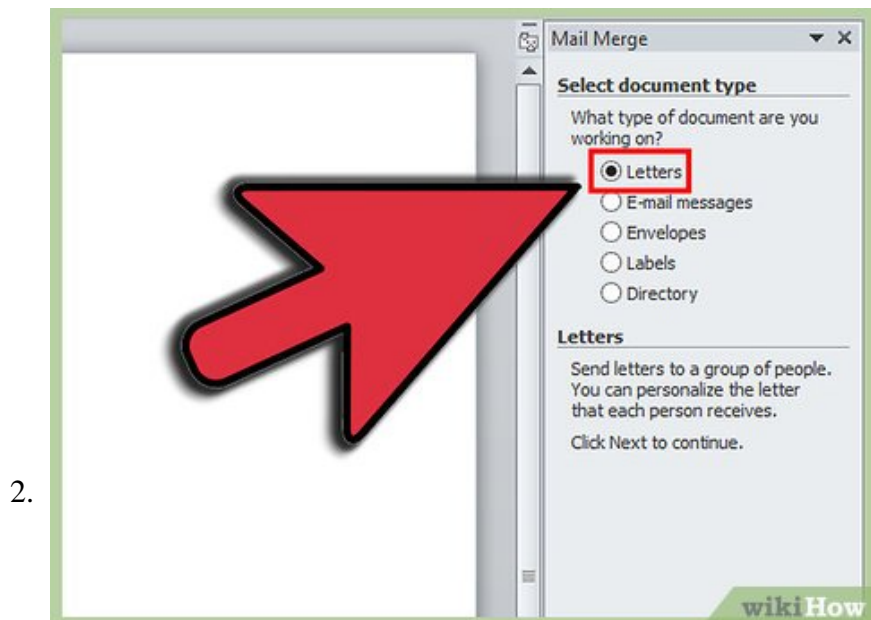 Mail Merge
Select document type
What type of document are you
working on?
Letters
E-mail messages
Envelopes
Labels
Directory
Letters
Send letters to a group of people.
You can personalize the letter
that each person receives.
Click Next to continue.
2.
wikiHow